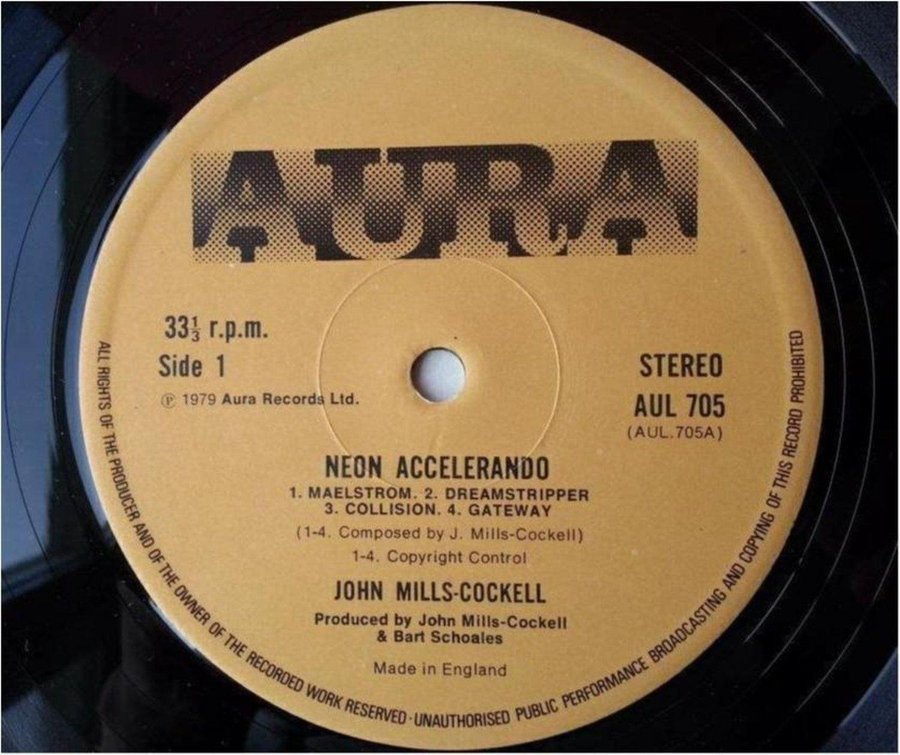 AURA
33⅓ r.p.m.
Side 1
℗ 1979 Aura Records Ltd.
STEREO
AUL 705
(AUL.705A)
NEON ACCELERANDO
1. MAELSTROM. 2. DREAMSTRIPPER
3. COLLISION. 4. GATEWAY
(1-4. Composed by J. Mills-Cockell)
1-4. Copyright Control
JOHN MILLS-COCKELL
Produced by John Mills-Cockell
& Bart Schoales
Made in England
ALL RIGHTS OF THE PRODUCER AND OF THE OWNER OF THE RECORDED WORK RESERVED · UNAUTHORISED PUBLIC PERFORMANCE BROADCASTING AND COPYING OF THIS RECORD PROHIBITED